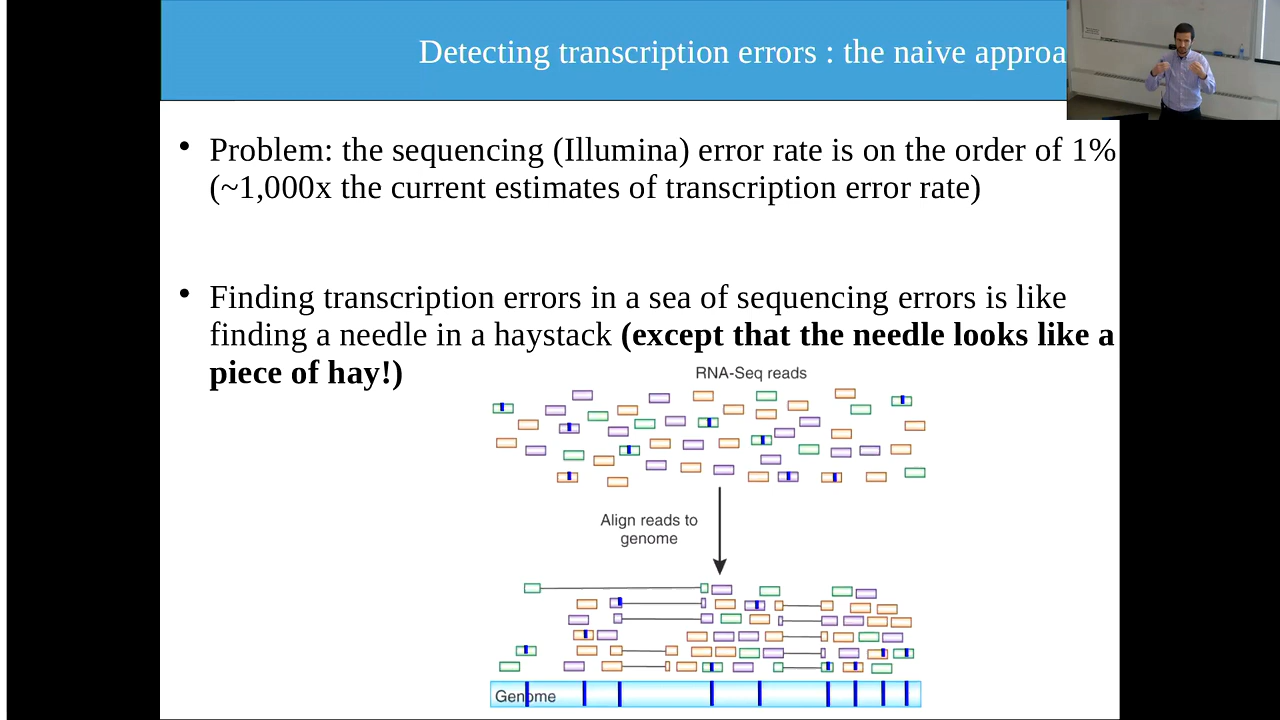 Detecting transcription errors : the naive approa
• Problem: the sequencing (Illumina) error rate is on the order of 1%
(~1,000x the current estimates of transcription error rate)
• Finding transcription errors in a sea of sequencing errors is like
finding a needle in a haystack (except that the needle looks like a
piece of hay!)
RNA-Seq reads
Align reads to
genome
Genome